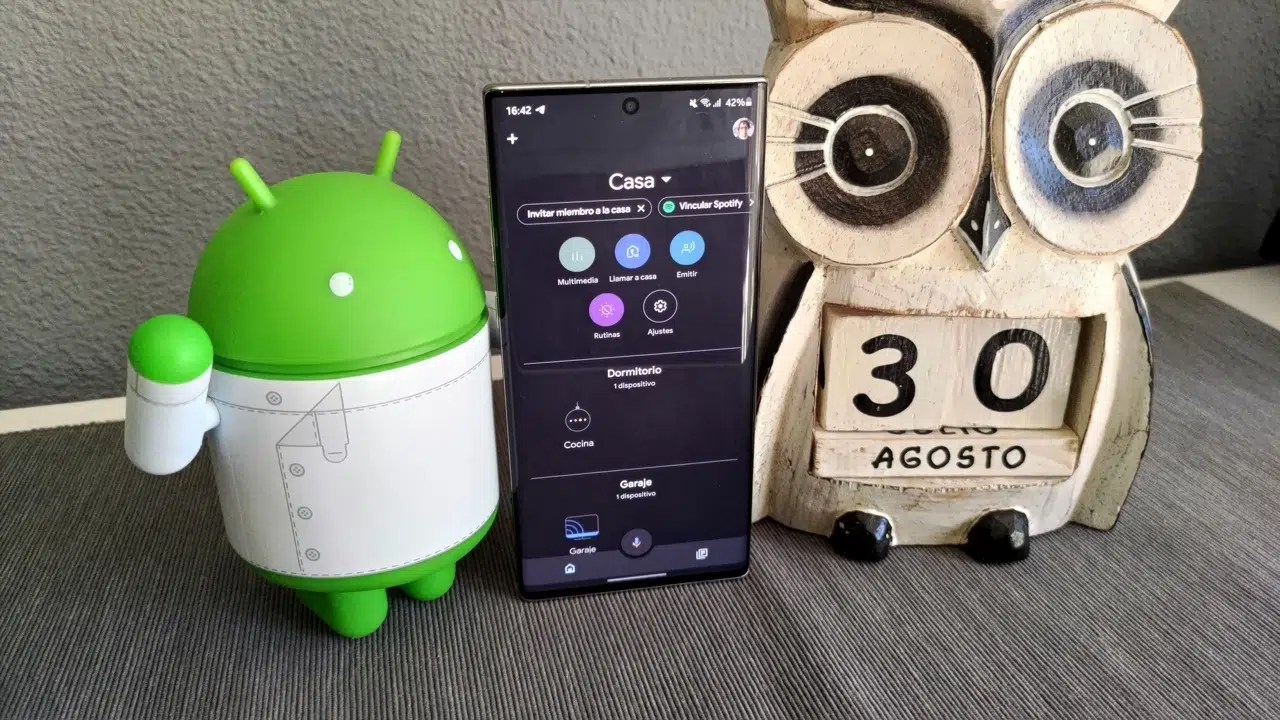 16:42
42%
Casa
Invitar miembro a la casa
Vincular Spotify
Multimedia
Llamar a casa
Emitir
Rutinas
Ajustes
Dormitorio
1 dispositivo
Cocina
Garaje
1 dispositivo
Garaje
30
AGOSTO